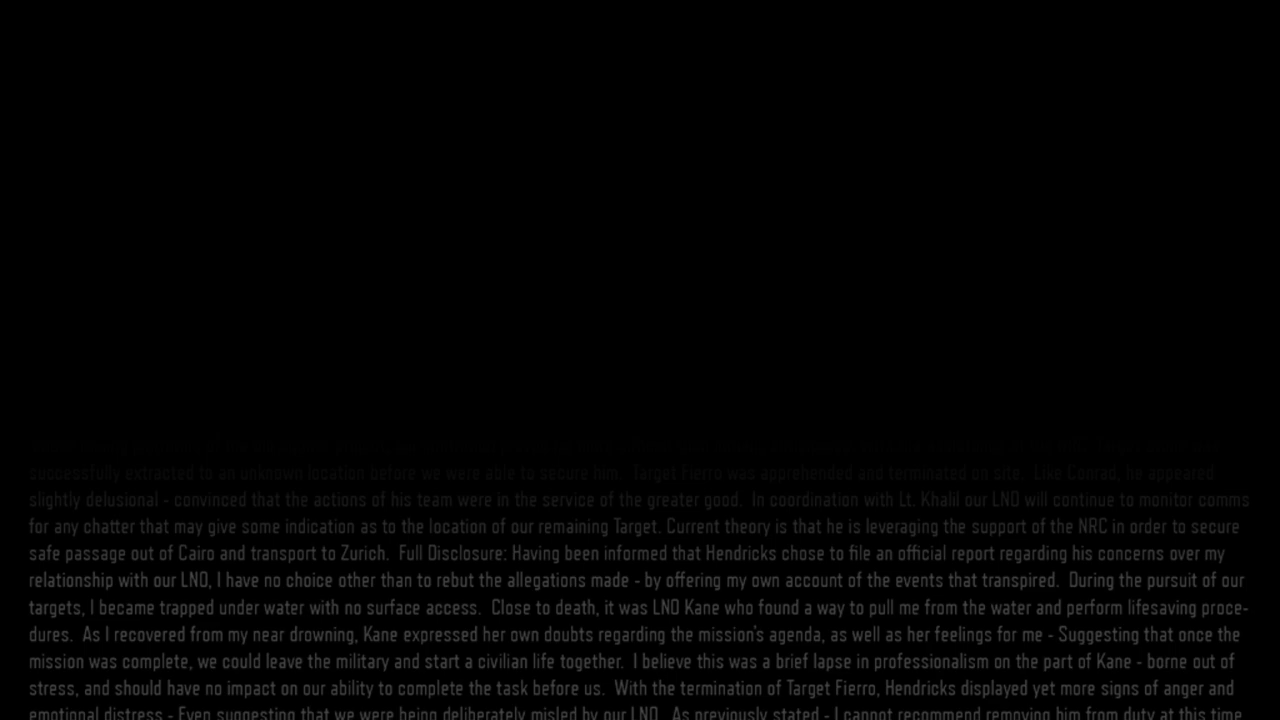 successfully extracted to an unknown location before we were able to secure him.  Target Fierro was apprehended and terminated on site.  Like Conrad, he appeared
slightly delusional - convinced that the actions of his team were in the service of the greater good.  In coordination with Lt. Khalil our LNO will continue to monitor comms
for any chatter that may give some indication as to the location of our remaining Target. Current theory is that he is leveraging the support of the NRC in order to secure
safe passage out of Cairo and transport to Zurich.  Full Disclosure: Having been informed that Hendricks chose to file an official report regarding his concerns over my
relationship with our LNO, I have no choice other than to rebut the allegations made - by offering my own account of the events that transpired.  During the pursuit of our
targets, I became trapped under water with no surface access.  Close to death, it was LNO Kane who found a way to pull me from the water and perform lifesaving proce-
dures.  As I recovered from my near drowning, Kane expressed her own doubts regarding the mission's agenda, as well as her feelings for me - Suggesting that once the
mission was complete, we could leave the military and start a civilian life together.  I believe this was a brief lapse in professionalism on the part of Kane - borne out of
stress, and should have no impact on our ability to complete the task before us.  With the termination of Target Fierro, Hendricks displayed yet more signs of anger and
emotional distress - Even suggesting that we were being deliberately misled by our LNO.  As previously stated - I cannot recommend removing him from duty at this time